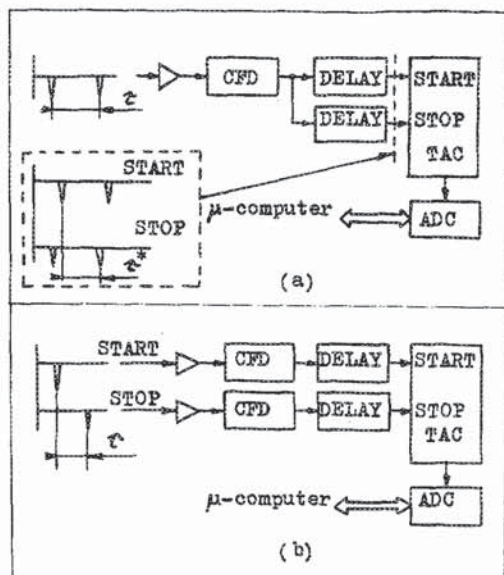 CFD DELAY START
τ
DELAY STOP
START
TAC
STOP
μ-computer ADC
τ*
(a)
START CFD DELAY START
STOP CFD DELAY STOP
τ TAC
μ-computer ADC
(b)